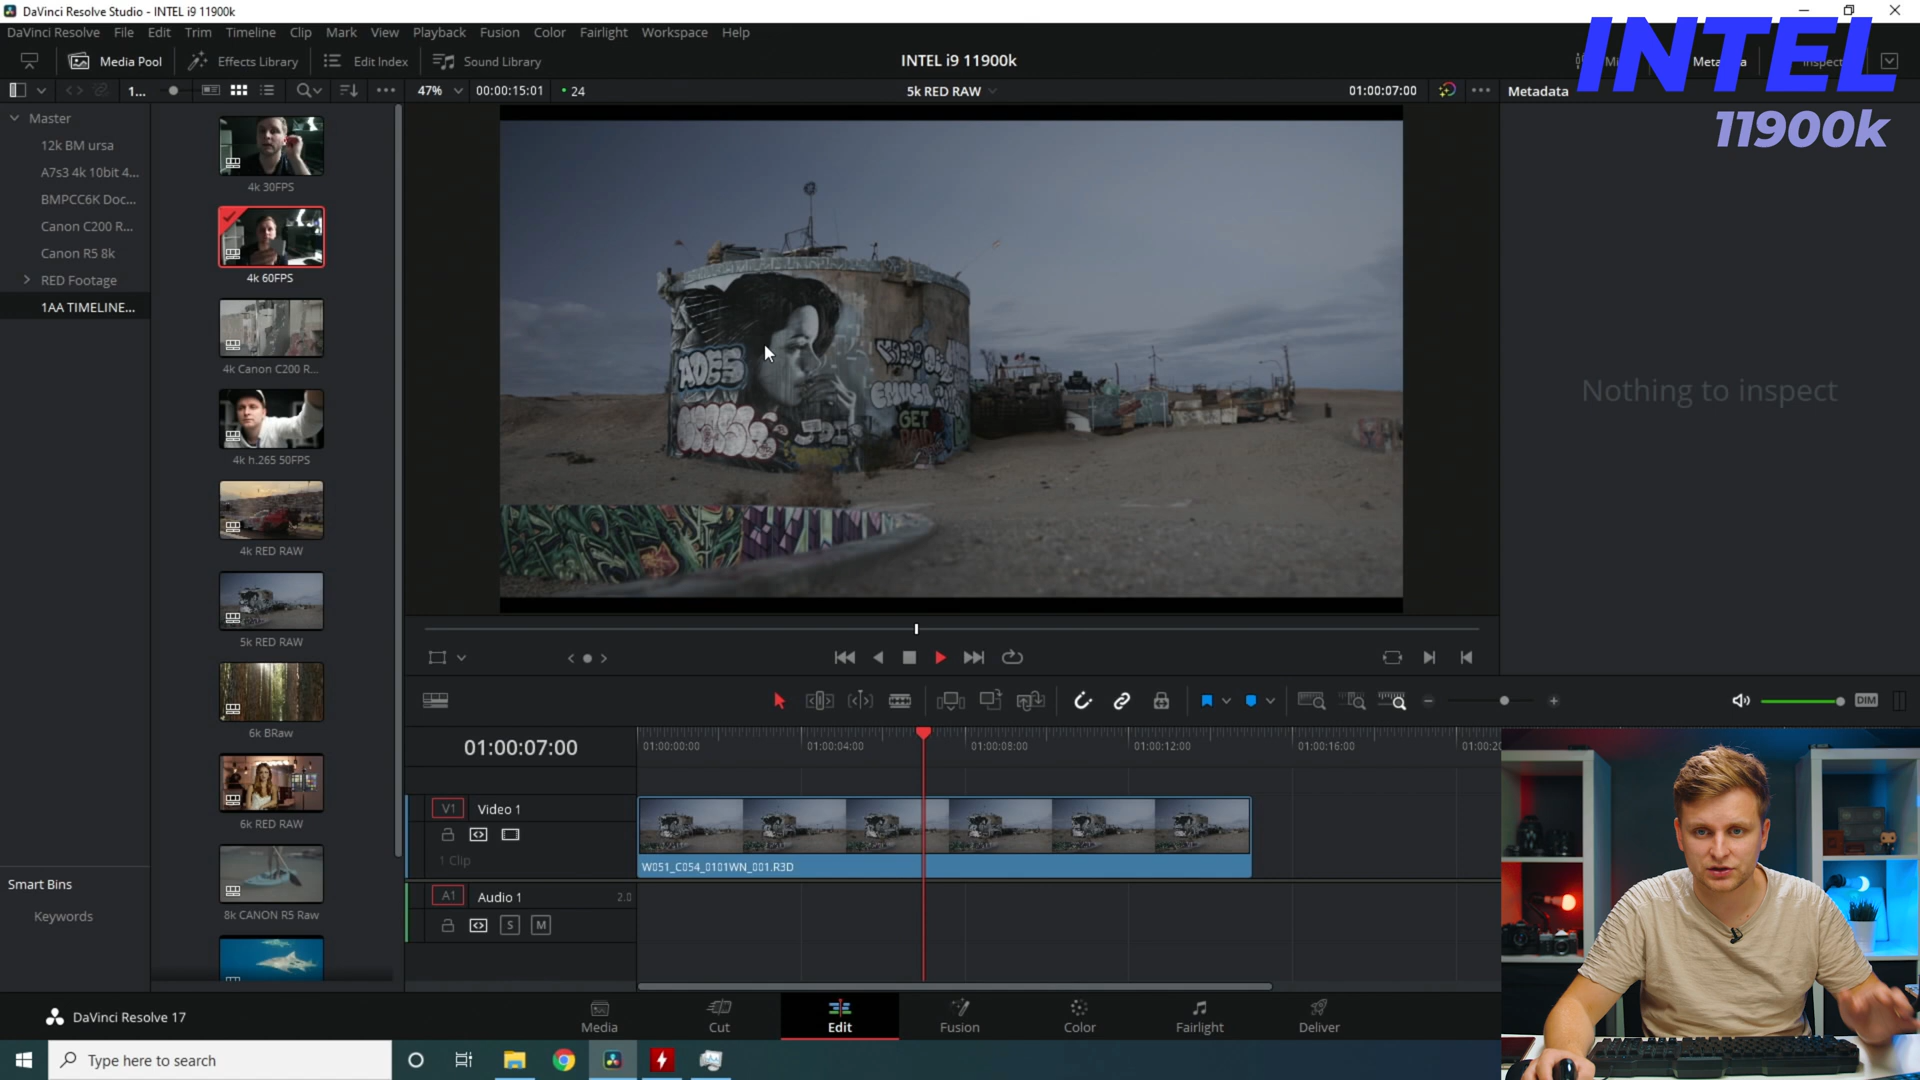 DaVinci Resolve Studio - INTEL i9 11900k
DaVinci Resolve File Edit Trim Timeline Clip Mark View Playback Fusion Color Fairlight Workspace Help
INTEL
11900k
Media Pool Effects Library Edit Index Sound Library
INTEL i9 11900k
1...
47% 00:00:15:01 24 5k RED RAW 01:00:07:00
Metadata
Master
12k BM ursa
A7s3 4k 10bit 4...
BMPCC6K Doc...
Canon C200 R...
Canon R5 8k
RED Footage
1AA TIMELINE...
4k 30FPS
4k 60FPS
4k Canon C200 R...
4k h.265 50FPS
4k RED RAW
5k RED RAW
6k BRaw
6k RED RAW
8k CANON R5 Raw
Smart Bins
Keywords
ADES
GET
PAID
Nothing to inspect
DIM
01:00:07:00
01:00:00:00 01:00:04:00 01:00:08:00 01:00:12:00 01:00:16:00 01:00:20
V1 Video 1
1 Clip
W051_C054_0101WN_001.R3D
A1 Audio 1 2.0
S M
DaVinci Resolve 17
Media Cut Edit Fusion Color Fairlight Deliver
Type here to search